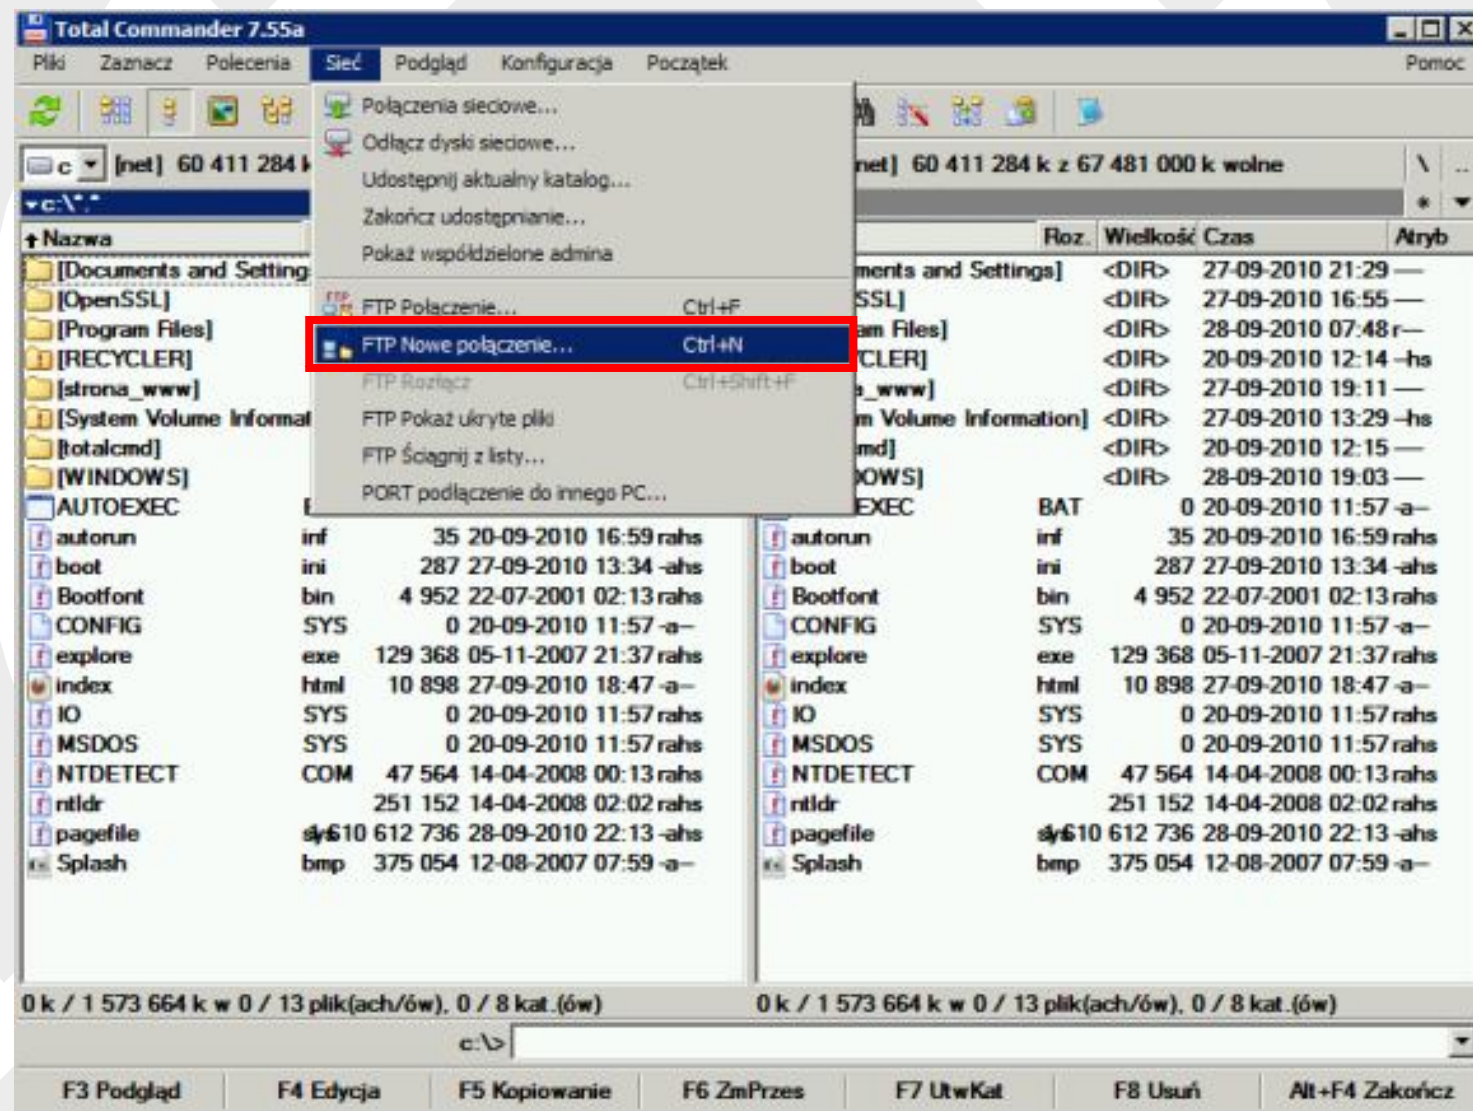 Total Commander 7.55a
Pliki Zaznacz Polecenia Sieć Podgląd Konfiguracja Początek Pomoc
Połączenia sieciowe...
Odłącz dyski sieciowe...
Udostępnij aktualny katalog...
Zakończ udostępnianie...
Pokaż współdzielone admina
FTP Połączenie... Ctrl+F
FTP Nowe połączenie... Ctrl+N
FTP Rozłącz Ctrl+Shift+F
FTP Pokaż ukryte pliki
FTP Ściągnij z listy...
PORT podłączenie do innego PC...
c [net] 60 411 284 k
net] 60 411 284 k z 67 481 000 k wolne \ ..
c:\*.* * 
Nazwa
Roz. Wielkość Czas Atryb
[Documents and Setting
[OpenSSL]
[Program Files]
[RECYCLER]
[strona_www]
[System Volume Informat
[totalcmd]
[WINDOWS]
AUTOEXEC
autorun inf 35 20-09-2010 16:59 rahs
boot ini 287 27-09-2010 13:34 -ahs
Bootfont bin 4 952 22-07-2001 02:13 rahs
CONFIG SYS 0 20-09-2010 11:57 -a--
explore exe 129 368 05-11-2007 21:37 rahs
index html 10 898 27-09-2010 18:47 -a--
IO SYS 0 20-09-2010 11:57 rahs
MSDOS SYS 0 20-09-2010 11:57 rahs
NTDETECT COM 47 564 14-04-2008 00:13 rahs
ntldr 251 152 14-04-2008 02:02 rahs
pagefile 610 612 736 28-09-2010 22:13 -ahs
Splash bmp 375 054 12-08-2007 07:59 -a--
ments and Settings] <DIR> 27-09-2010 21:29 ----
SSL] <DIR> 27-09-2010 16:55 ----
am Files] <DIR> 28-09-2010 07:48 r---
YCLER] <DIR> 20-09-2010 12:14 --hs
a_www] <DIR> 27-09-2010 19:11 ----
m Volume Information] <DIR> 27-09-2010 13:29 --hs
md] <DIR> 20-09-2010 12:15 ----
OWS] <DIR> 28-09-2010 19:03 ----
EXEC BAT 0 20-09-2010 11:57 -a--
autorun inf 35 20-09-2010 16:59 rahs
boot ini 287 27-09-2010 13:34 -ahs
Bootfont bin 4 952 22-07-2001 02:13 rahs
CONFIG SYS 0 20-09-2010 11:57 -a--
explore exe 129 368 05-11-2007 21:37 rahs
index html 10 898 27-09-2010 18:47 -a--
IO SYS 0 20-09-2010 11:57 rahs
MSDOS SYS 0 20-09-2010 11:57 rahs
NTDETECT COM 47 564 14-04-2008 00:13 rahs
ntldr 251 152 14-04-2008 02:02 rahs
pagefile 610 612 736 28-09-2010 22:13 -ahs
Splash bmp 375 054 12-08-2007 07:59 -a--
0 k / 1 573 664 k w 0 / 13 plik(ach/ów), 0 / 8 kat.(ów)
0 k / 1 573 664 k w 0 / 13 plik(ach/ów), 0 / 8 kat.(ów)
c:\>
F3 Podgląd F4 Edycja F5 Kopiowanie F6 ZmPrzes F7 UtwKat F8 Usuń Alt+F4 Zakończ